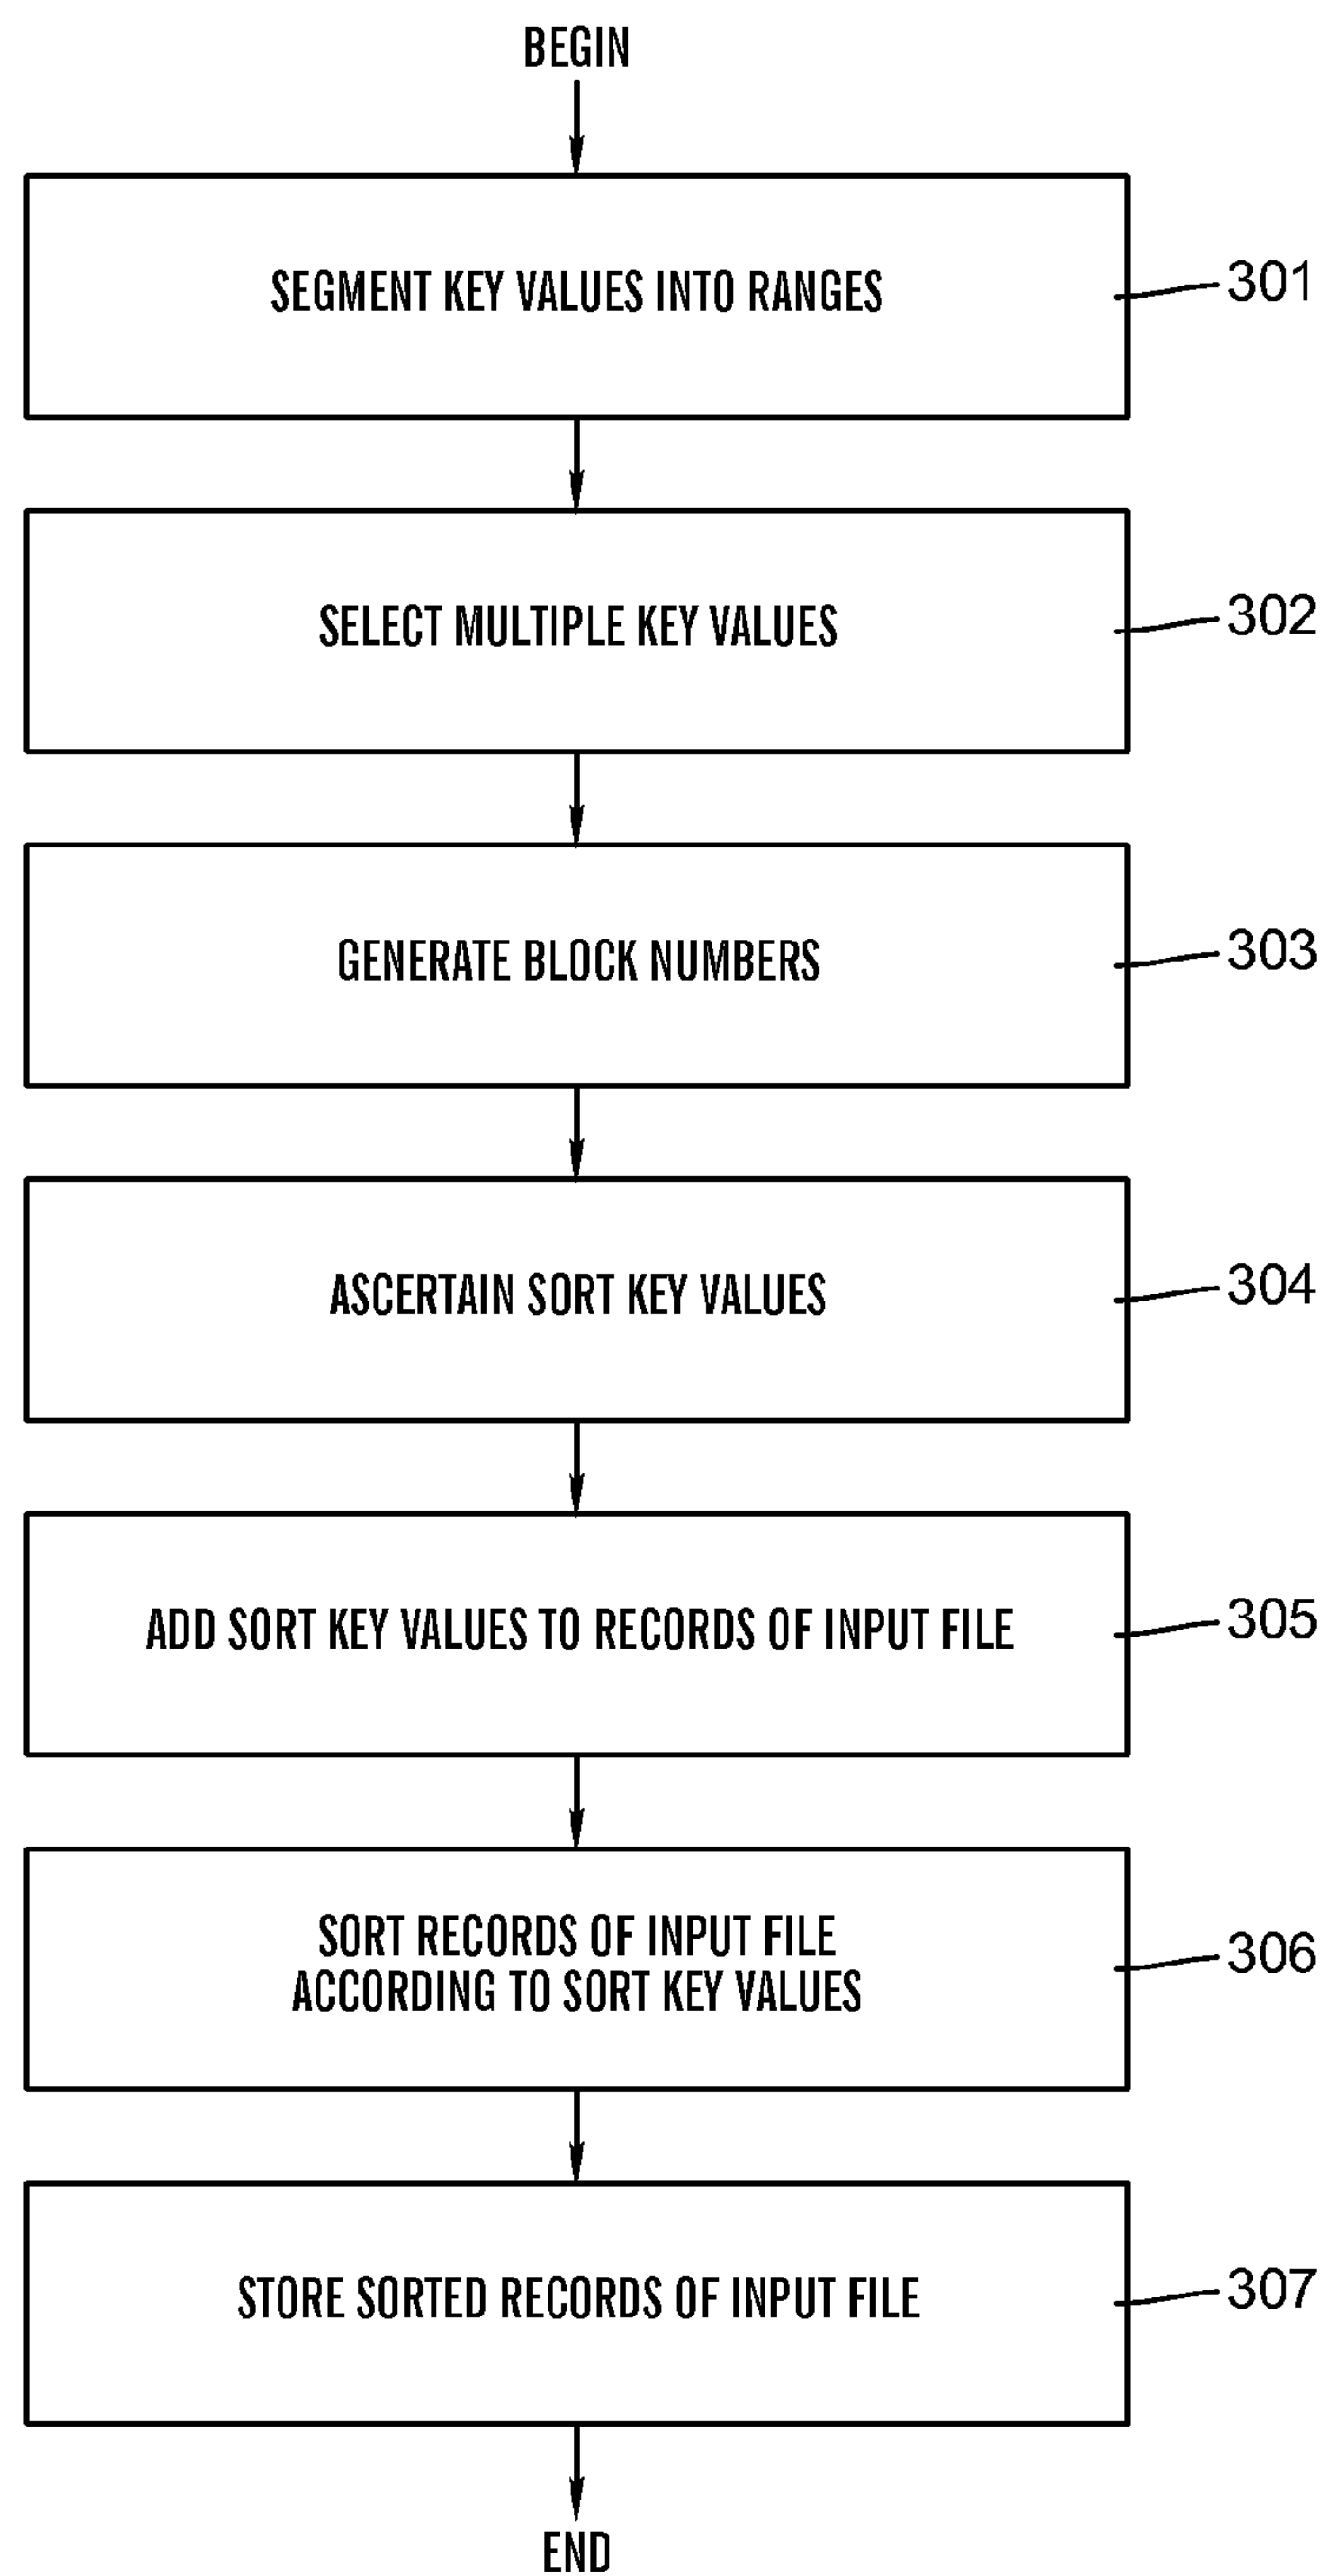 BEGIN
SEGMENT KEY VALUES INTO RANGES
301
SELECT MULTIPLE KEY VALUES
302
GENERATE BLOCK NUMBERS
303
ASCERTAIN SORT KEY VALUES
304
ADD SORT KEY VALUES TO RECORDS OF INPUT FILE
305
SORT RECORDS OF INPUT FILE
ACCORDING TO SORT KEY VALUES
306
STORE SORTED RECORDS OF INPUT FILE
307
END